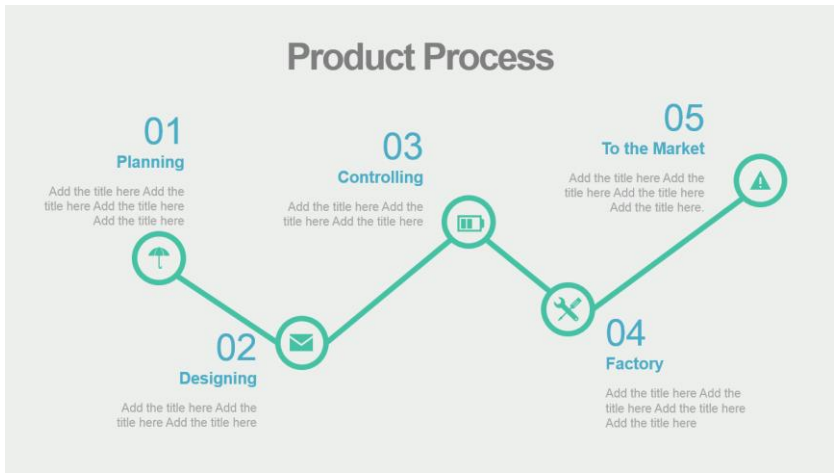 Product Process
01
Planning
Add the title here Add the
title here Add the title here
Add the title here
02
Designing
Add the title here Add the
title here Add the title here
03
Controlling
Add the title here Add the
title here Add the title here
04
Factory
Add the title here Add the
title here Add the title here
Add the title here
05
To the Market
Add the title here Add the
title here Add the title here
Add the title here.